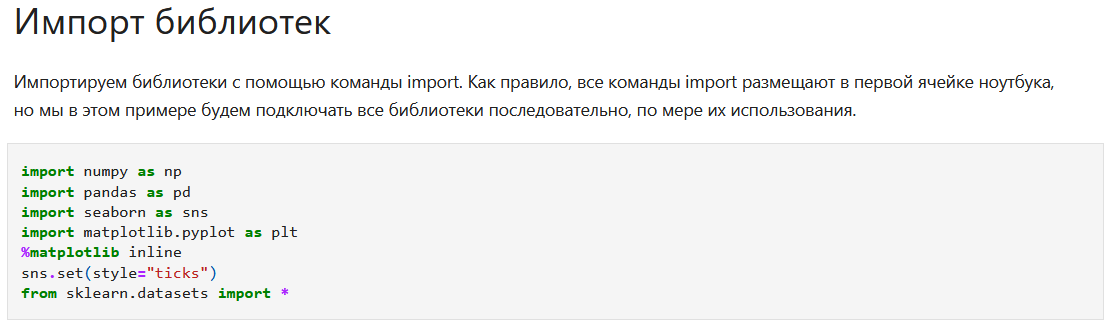 Импорт библиотек
Импортируем библиотеки с помощью команды import. Как правило, все команды import размещают в первой ячейке ноутбука,
но мы в этом примере будем подключать все библиотеки последовательно, по мере их использования.
import numpy as np
import pandas as pd
import seaborn as sns
import matplotlib.pyplot as plt
%matplotlib inline
sns.set(style="ticks")
from sklearn.datasets import *